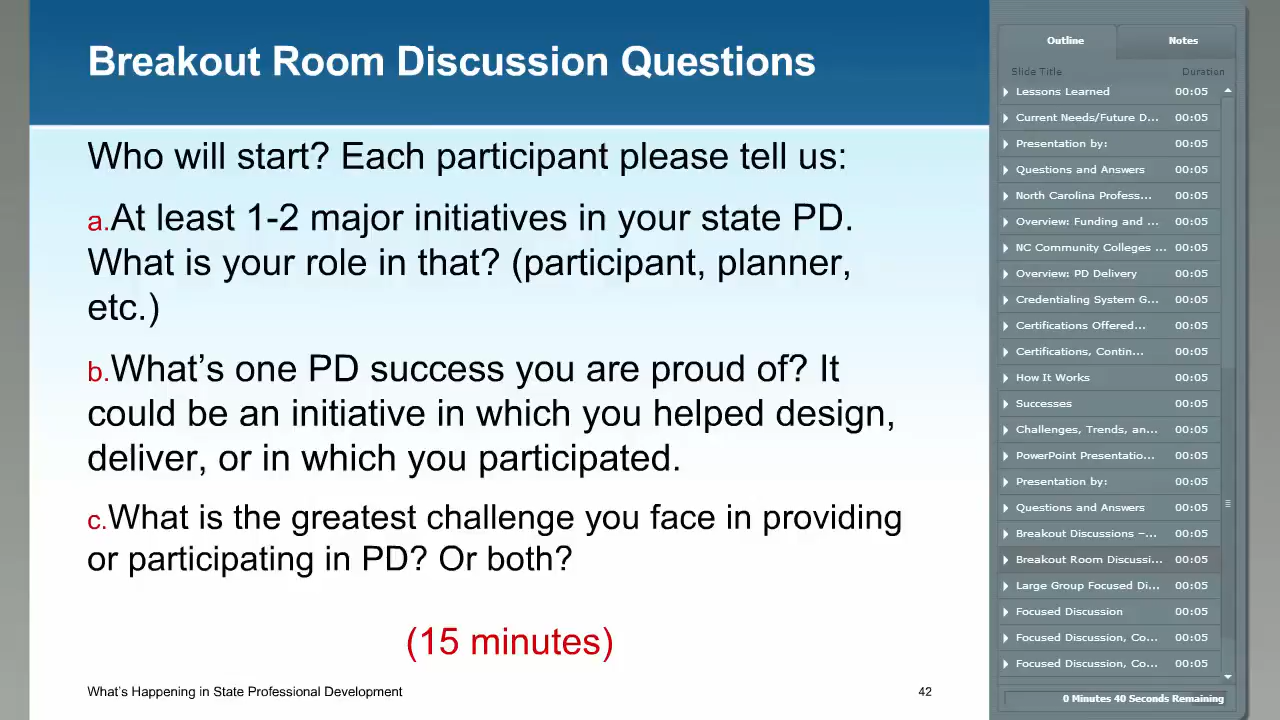 Breakout Room Discussion Questions
Who will start? Each participant please tell us:
a.At least 1-2 major initiatives in your state PD.
What is your role in that? (participant, planner,
etc.)
b.What’s one PD success you are proud of? It
could be an initiative in which you helped design,
deliver, or in which you participated.
c.What is the greatest challenge you face in providing
or participating in PD? Or both?
(15 minutes)
What’s Happening in State Professional Development 42
Outline Notes
Slide Title Duration
Lessons Learned 00:05
Current Needs/Future D... 00:05
Presentation by: 00:05
Questions and Answers 00:05
North Carolina Profess... 00:05
Overview: Funding and ... 00:05
NC Community Colleges ... 00:05
Overview: PD Delivery 00:05
Credentialing System G... 00:05
Certifications Offered... 00:05
Certifications, Contin... 00:05
How It Works 00:05
Successes 00:05
Challenges, Trends, an... 00:05
PowerPoint Presentatio... 00:05
Presentation by: 00:05
Questions and Answers 00:05
Breakout Discussions –... 00:05
Breakout Room Discussi... 00:05
Large Group Focused Di... 00:05
Focused Discussion 00:05
Focused Discussion, Co... 00:05
Focused Discussion, Co... 00:05
0 Minutes 40 Seconds Remaining